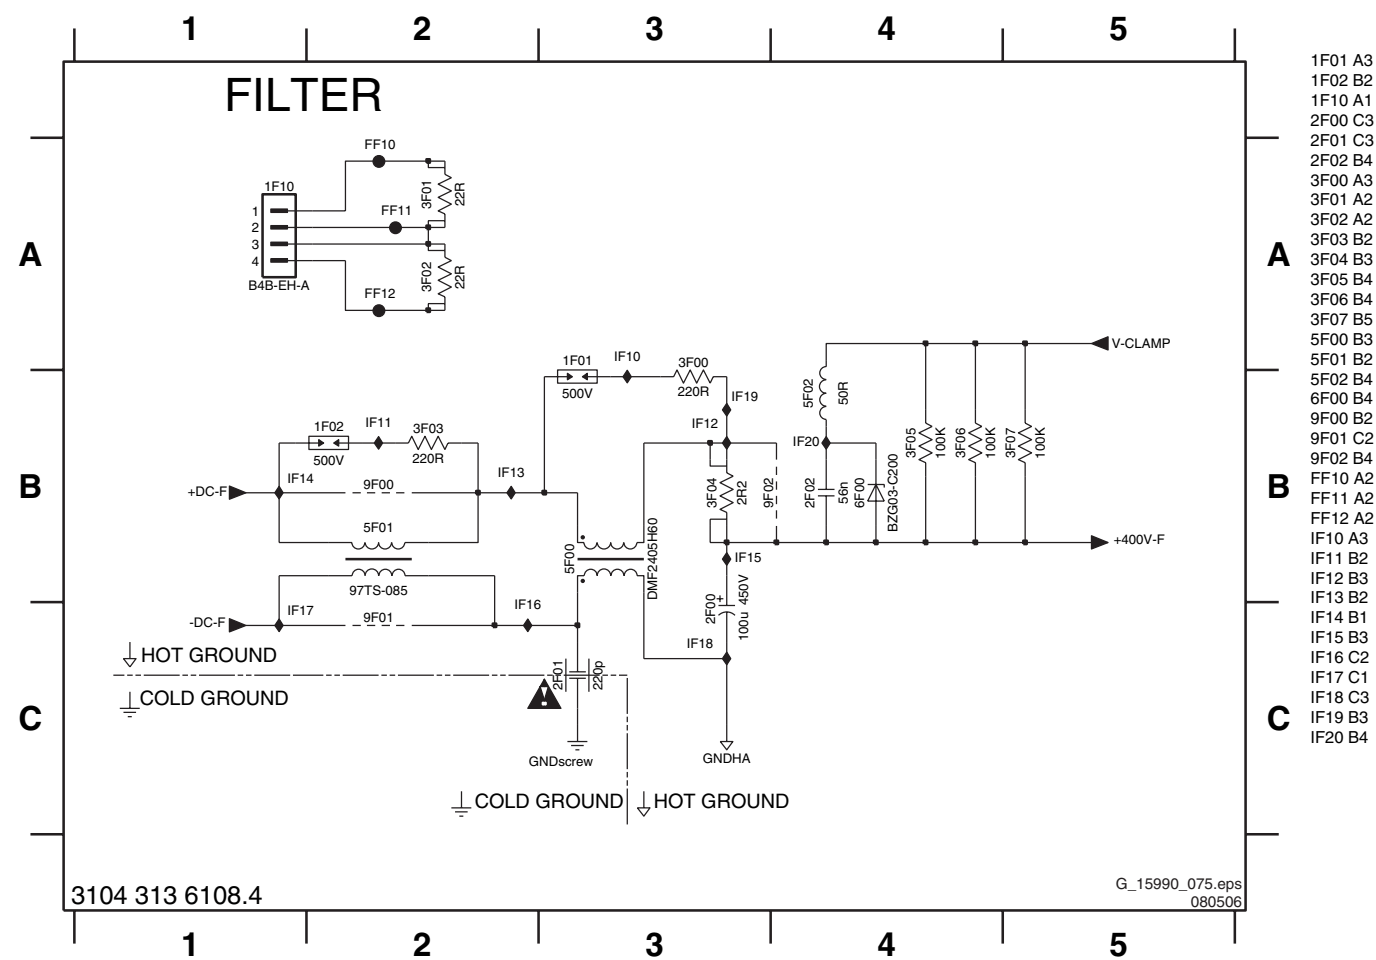 1 2 3 4 5
FILTER
FF10
1F10
3F01
22R
1
FF11
2
3
4
3F02
22R
B4B-EH-A
FF12
A A
V-CLAMP
1F01
IF10
3F00
500V
220R
IF19
5F02
50R
1F02
IF11
3F03
IF12
IF20
500V
220R
3F05
100K
3F06
100K
3F07
100K
B B
+DC-F
IF14
9F00
IF13
3F04
2R2
9F02
2F02
56n
6F00
BZG03-C200
5F01
5F00
DMF2405H60
+400V-F
IF15
97TS-085
2F00
+
100u 450V
-DC-F
IF17
9F01
IF16
IF18
HOT GROUND
2F01
220p
COLD GROUND
C C
GNDscrew
GNDHA
COLD GROUND
HOT GROUND
3104 313 6108.4
G_15990_075.eps
080506
1 2 3 4 5
1F01 A3
1F02 B2
1F10 A1
2F00 C3
2F01 C3
2F02 B4
3F00 A3
3F01 A2
3F02 A2
3F03 B2
3F04 B3
3F05 B4
3F06 B4
3F07 B5
5F00 B3
5F01 B2
5F02 B4
6F00 B4
9F00 B2
9F01 C2
9F02 B4
FF10 A2
FF11 A2
FF12 A2
IF10 A3
IF11 B2
IF12 B3
IF13 B2
IF14 B1
IF15 B3
IF16 C2
IF17 C1
IF18 C3
IF19 B3
IF20 B4